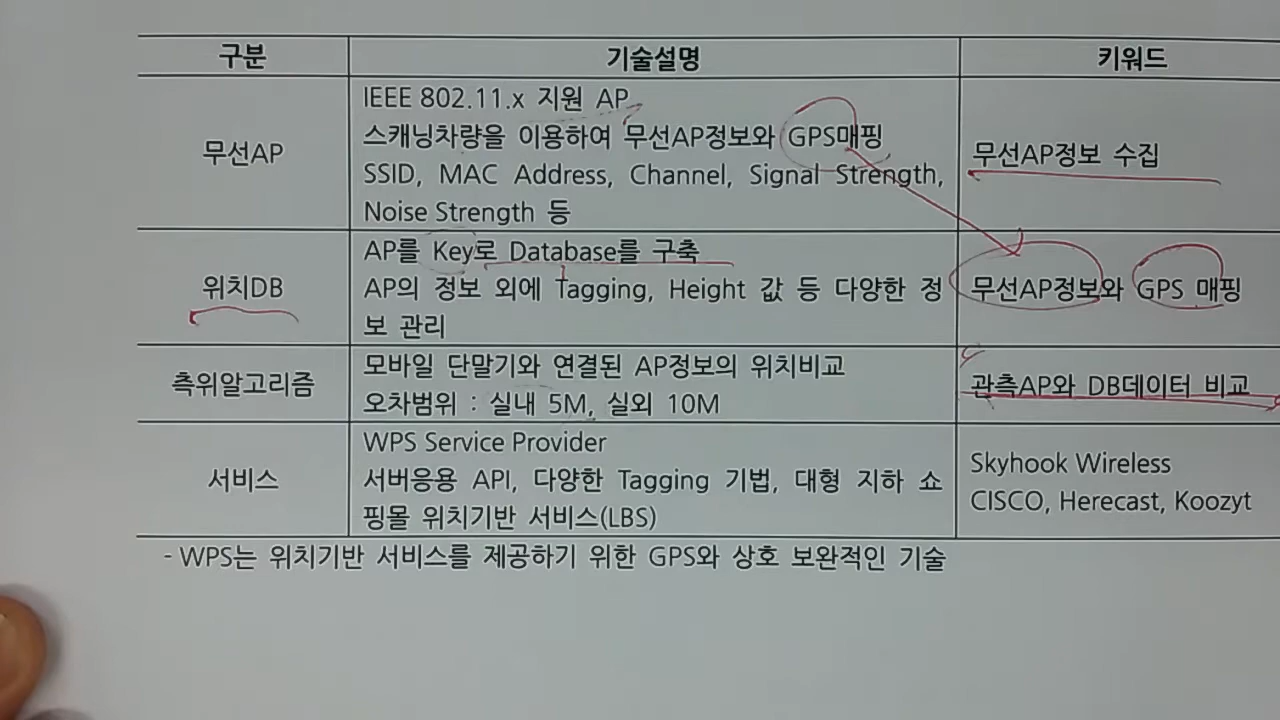 구분 기술설명 키워드
무선AP
IEEE 802.11.x 지원 AP
스캐닝차량을 이용하여 무선AP정보와 GPS매핑
SSID, MAC Address, Channel, Signal Strength,
Noise Strength 등
무선AP정보 수집
위치DB
AP를 Key로 Database를 구축
AP의 정보 외에 Tagging, Height 값 등 다양한 정
보 관리
무선AP정보와 GPS 매핑
측위알고리즘
모바일 단말기와 연결된 AP정보의 위치비교
오차범위 : 실내 5M, 실외 10M
관측AP와 DB데이터 비교
서비스
WPS Service Provider
서버응용 API, 다양한 Tagging 기법, 대형 지하 쇼
핑몰 위치기반 서비스(LBS)
Skyhook Wireless
CISCO, Herecast, Koozyt
- WPS는 위치기반 서비스를 제공하기 위한 GPS와 상호 보완적인 기술